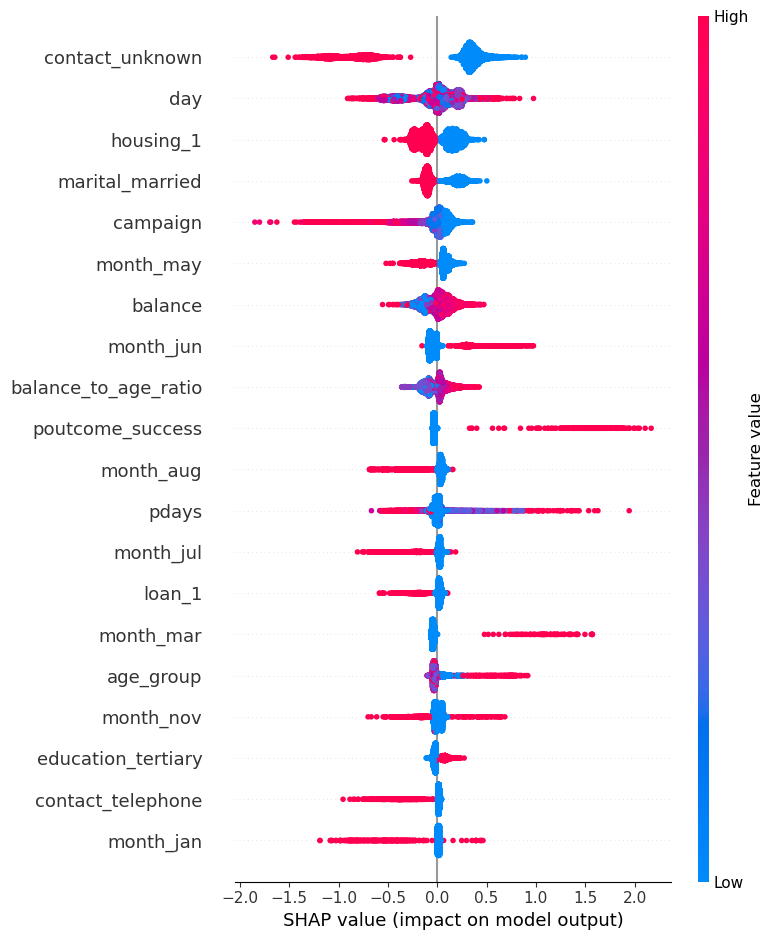 High
contact_unknown
day
housing_1
marital_married
campaign
month_may
balance
month_jun
balance_to_age_ratio
poutcome_success
month_aug
pdays
month_jul
loan_1
month_mar
age_group
month_nov
education_tertiary
contact_telephone
month_jan
Feature value
Low
−2.0 −1.5 −1.0 −0.5 0.0 0.5 1.0 1.5 2.0
SHAP value (impact on model output)